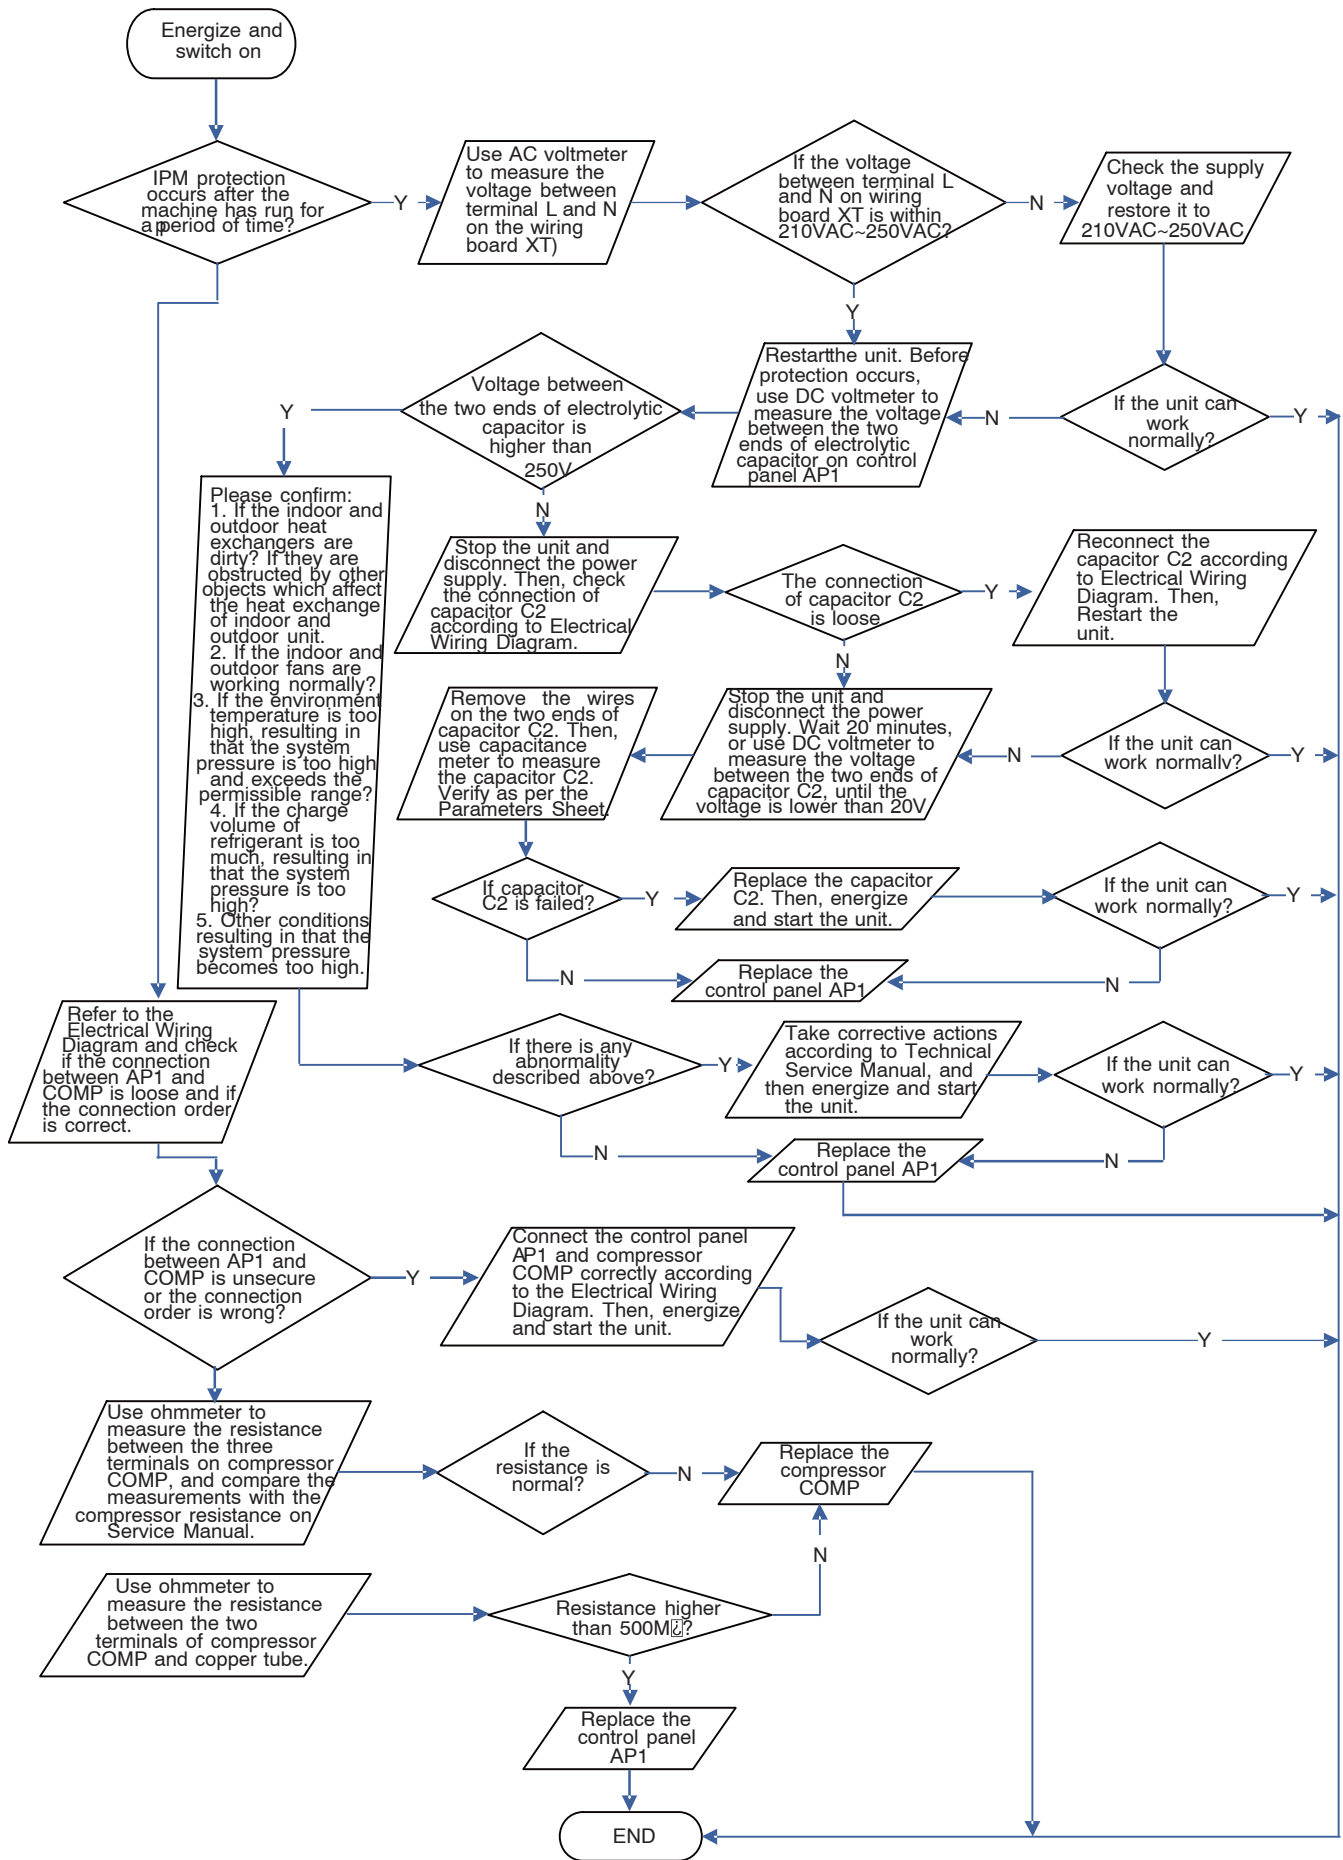 Energize and
switch on
IPM protection
occurs after the
machine has run for
a period of time?
Y
Use AC voltmeter
to measure the
voltage between
terminal L and N
on the wiring
board XT)
If the voltage
between terminal L
and N on wiring
board XT is within
210VAC~250VAC?
N
Check the supply
voltage and
restore it to
210VAC~250VAC
Y
Restart the unit. Before
protection occurs,
use DC voltmeter to
measure the voltage
between the two
ends of electrolytic
capacitor on control
panel AP1
N
If the unit can
work
normally?
Y
Voltage between
the two ends of electrolytic
capacitor is
higher than
250V
Y
N
Please confirm:
1. If the indoor and
outdoor heat
exchangers are
dirty? If they are
obstructed by other
objects which affect
the heat exchange
of indoor and
outdoor unit.
2. If the indoor and
outdoor fans are
working normally?
3. If the environment
temperature is too
high, resulting in
that the system
pressure is too high
and exceeds the
permissible range?
4. If the charge
volume of
refrigerant is too
much, resulting in
that the system
pressure is too
high?
5. Other conditions
resulting in that the
system pressure
becomes too high.
Stop the unit and
disconnect the power
supply. Then, check
the connection of
capacitor C2
according to Electrical
Wiring Diagram.
The connection
of capacitor C2
is loose
Y
Reconnect the
capacitor C2 according
to Electrical Wiring
Diagram. Then,
Restart the
unit.
N
Remove the wires
on the two ends of
capacitor C2. Then,
use capacitance
meter to measure
the capacitor C2.
Verify as per the
Parameters Sheet.
Stop the unit and
disconnect the power
supply. Wait 20 minutes,
or use DC voltmeter to
measure the voltage
between the two ends of
capacitor C2, until the
voltage is lower than 20V
N
If the unit can
work normally?
Y
If capacitor
C2 is failed?
Y
Replace the capacitor
C2. Then, energize
and start the unit.
If the unit can
work normally?
Y
N
Replace the
control panel AP1
N
Refer to the
Electrical Wiring
Diagram and check
if the connection
between AP1 and
COMP is loose and if
the connection order
is correct.
If there is any
abnormality
described above?
Y
Take corrective actions
according to Technical
Service Manual, and
then energize and start
the unit.
If the unit can
work normally?
Y
N
Replace the
control panel AP1
N
If the connection
between AP1 and
COMP is unsecure
or the connection
order is wrong?
Y
Connect the control panel
AP1 and compressor
COMP correctly according
to the Electrical Wiring
Diagram. Then, energize
and start the unit.
If the unit can
work
normally?
Y
Use ohmmeter to
measure the resistance
between the three
terminals on compressor
COMP, and compare the
measurements with the
compressor resistance on
Service Manual.
If the
resistance is
normal?
N
Replace the
compressor
COMP
N
Use ohmmeter to
measure the resistance
between the two
terminals of compressor
COMP and copper tube.
Resistance higher
than 500M¿?
Y
Replace the
control panel
AP1
END